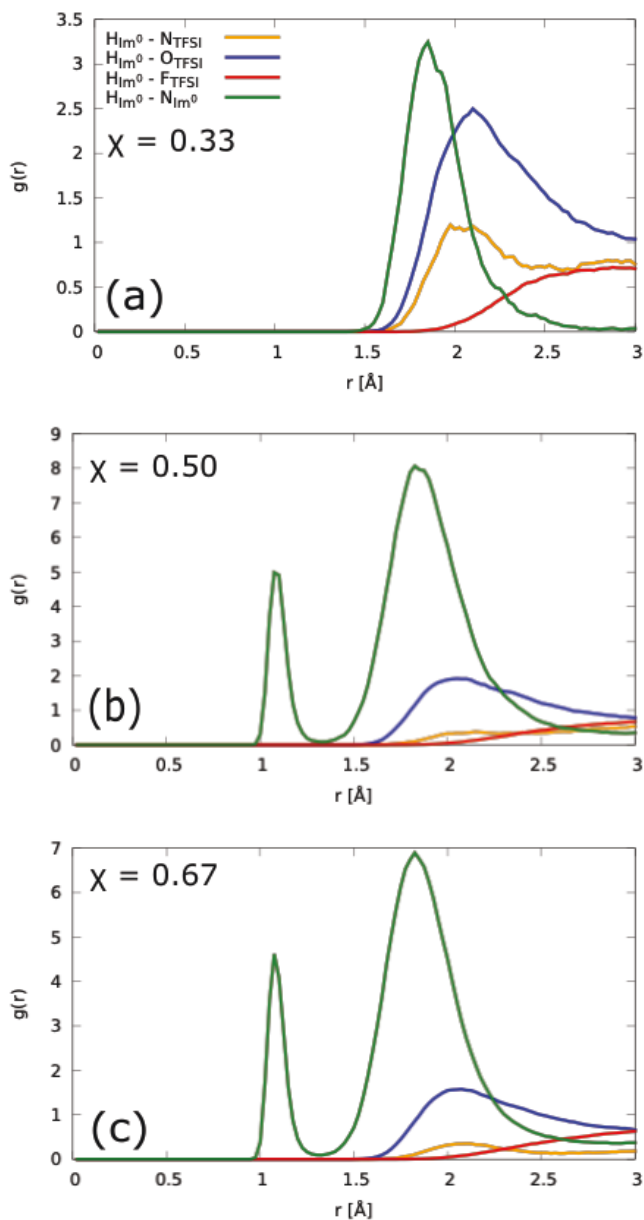 3.5
3
2.5
2
1.5
1
0.5
0
g(r)
H_Im⁰ - N_TFSI
H_Im⁰ - O_TFSI
H_Im⁰ - F_TFSI
H_Im⁰ - N_Im⁰
χ = 0.33
(a)
0 0.5 1 1.5 2 2.5 3
r [Å]
9
8
7
6
5
4
3
2
1
0
g(r)
χ = 0.50
(b)
0 0.5 1 1.5 2 2.5 3
r [Å]
7
6
5
4
3
2
1
0
g(r)
χ = 0.67
(c)
0 0.5 1 1.5 2 2.5 3
r [Å]